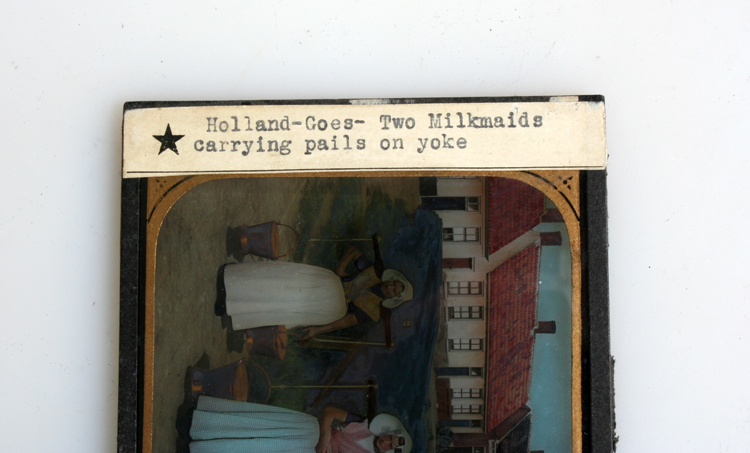 Holland-Goes- Two Milkmaids
carrying pails on yoke